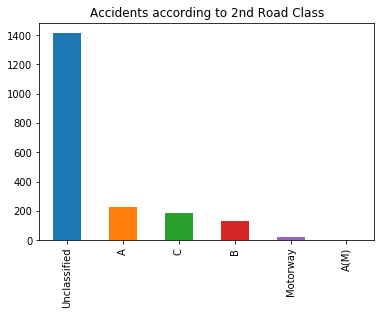 Accidents according to 2nd Road Class
1400
1200
1000
800
600
400
200
0
Unclassified
A
C
B
Motorway
A(M)